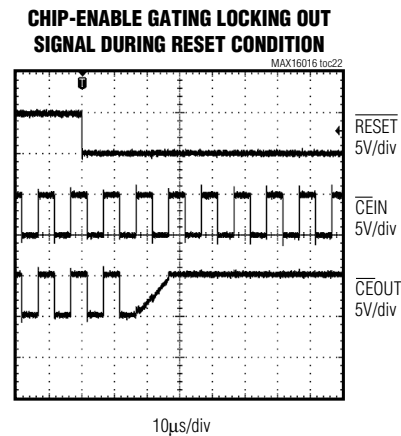 CHIP-ENABLE GATING LOCKING OUT
SIGNAL DURING RESET CONDITION
MAX16016 toc22
T
RESET
5V/div
CEIN
5V/div
CEOUT
5V/div
10µs/div